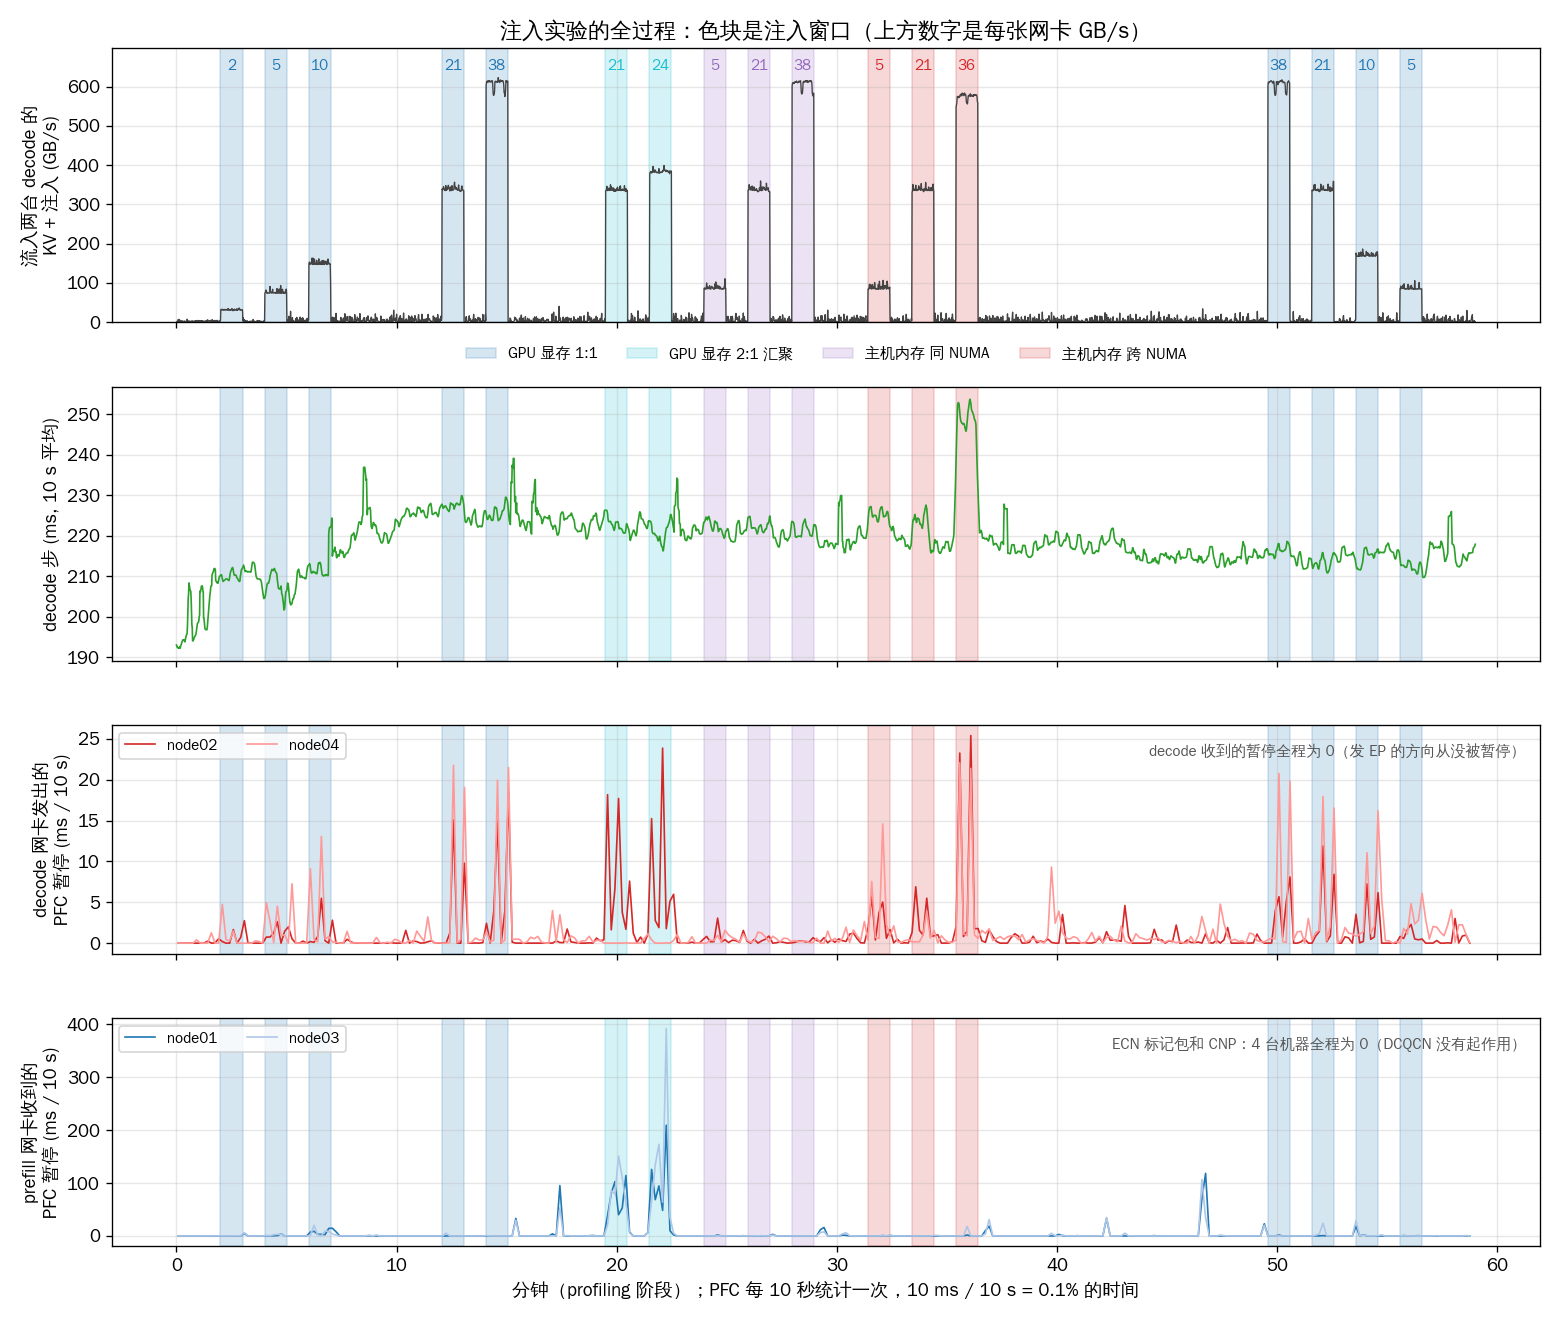 注入实验的全过程：色块是注入窗口（上方数字是每张网卡 GB/s）
流入两台 decode 的
KV + 注入 (GB/s)
600
500
400
300
200
100
0
2 5 10 21 38 21 24 5 21 38 5 21 36 38 21 10 5
GPU 显存 1:1 GPU 显存 2:1 汇聚 主机内存 同 NUMA 主机内存 跨 NUMA
decode 步 (ms, 10 s 平均)
250
240
230
220
210
200
190
decode 网卡发出的
PFC 暂停 (ms / 10 s)
25
20
15
10
5
0
node02 node04
decode 收到的暂停全程为 0（发 EP 的方向从没被暂停）
prefill 网卡收到的
PFC 暂停 (ms / 10 s)
400
300
200
100
0
node01 node03
ECN 标记包和 CNP：4 台机器全程为 0（DCQCN 没有起作用）
0 10 20 30 40 50 60
分钟（profiling 阶段）；PFC 每 10 秒统计一次，10 ms / 10 s = 0.1% 的时间